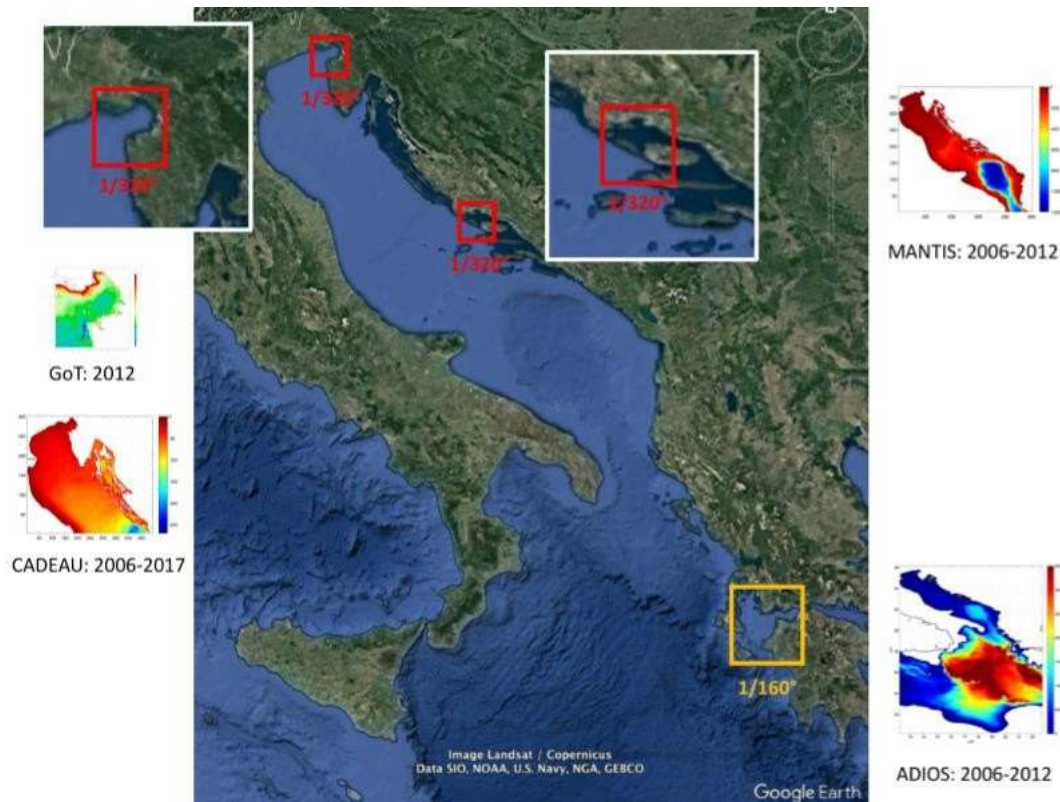 1/320°
1/320°
1/320°
1/320°
MANTIS: 2006-2012
GoT: 2012
CADEAU: 2006-2017
1/160°
Image Landsat / Copernicus
Data SIO, NOAA, U.S. Navy, NGA, GEBCO
Google Earth
ADIOS: 2006-2012